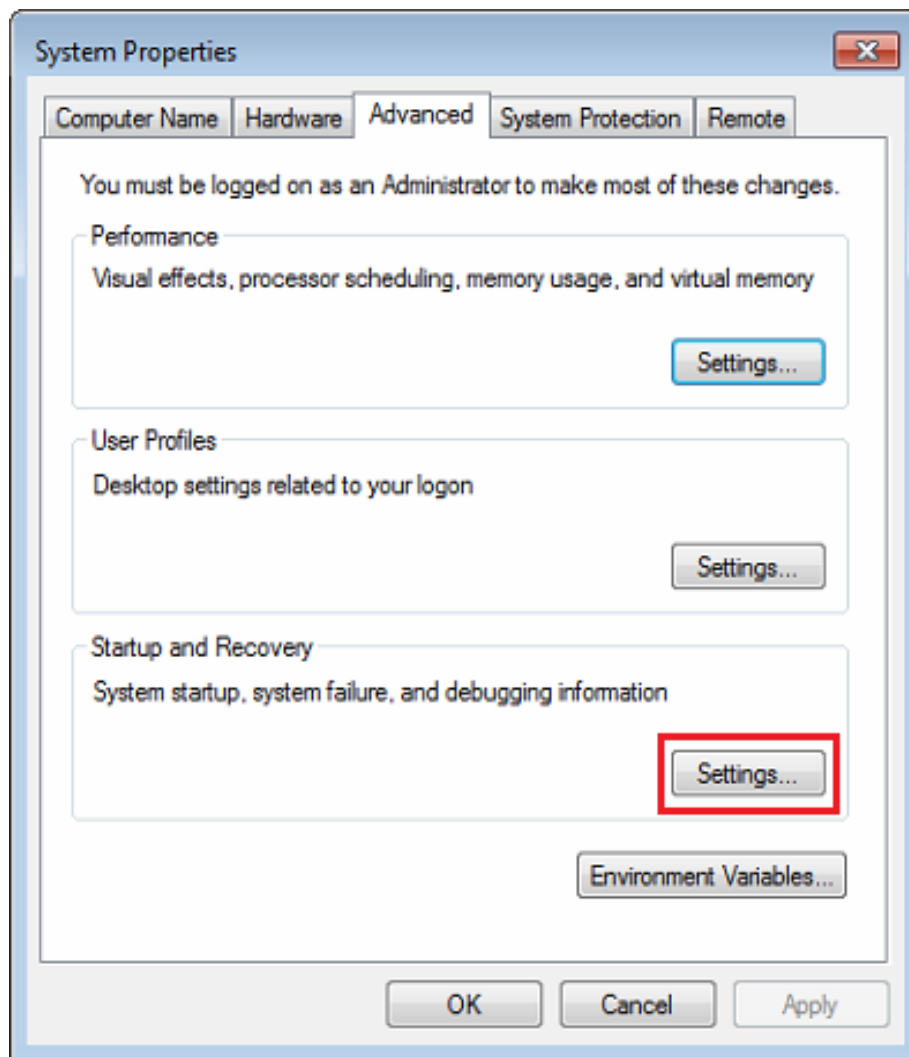 System Properties
Computer Name Hardware Advanced System Protection Remote
You must be logged on as an Administrator to make most of these changes.
Performance
Visual effects, processor scheduling, memory usage, and virtual memory
Settings...
User Profiles
Desktop settings related to your logon
Settings...
Startup and Recovery
System startup, system failure, and debugging information
Settings...
Environment Variables...
OK Cancel Apply